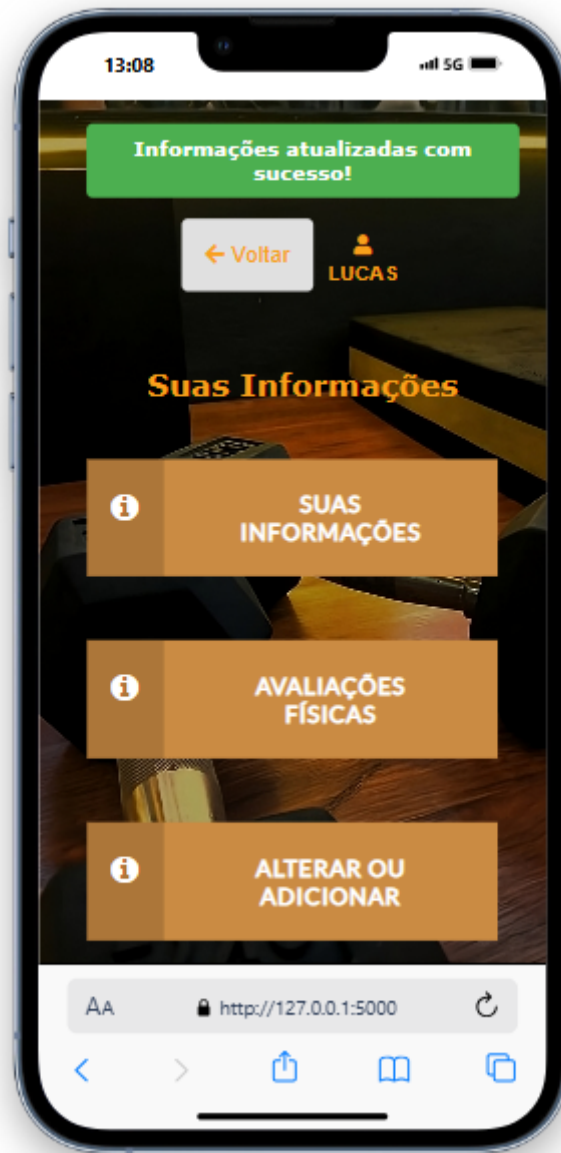 13:08
5G
Informações atualizadas com
sucesso!
Voltar
LUCAS
Suas Informações
SUAS
INFORMAÇÕES
AVALIAÇÕES
FÍSICAS
ALTERAR OU
ADICIONAR
AA
http://127.0.0.1:5000